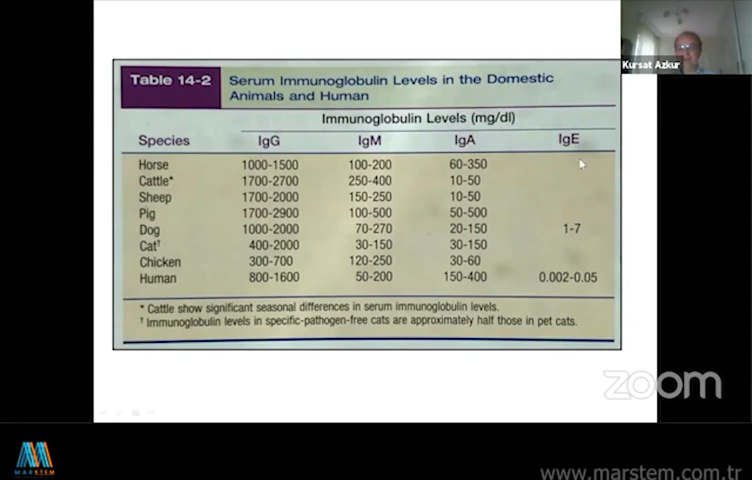 Kursat Azkur
Table 14-2 Serum Immunoglobulin Levels in the Domestic
Animals and Human
Immunoglobulin Levels (mg/dl)
Species IgG IgM IgA IgE
Horse 1000-1500 100-200 60-350
Cattle* 1700-2700 250-400 10-50
Sheep 1700-2000 150-250 10-50
Pig 1700-2900 100-500 50-500
Dog 1000-2000 70-270 20-150 1-7
Cat† 400-2000 30-150 30-150
Chicken 300-700 120-250 30-60
Human 800-1600 50-200 150-400 0.002-0.05
* Cattle show significant seasonal differences in serum immunoglobulin levels.
† Immunoglobulin levels in specific-pathogen-free cats are approximately half those in pet cats.
zoom
MARSTEM
www.marstem.com.tr